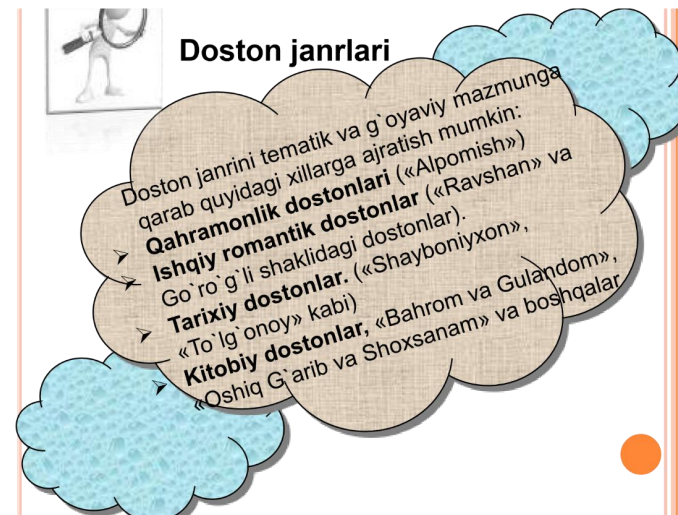 Doston janrlari
Doston janrini tematik va g`oyaviy mazmunga
qarab quyidagi xillarga ajratish mumkin:
Qahramonlik dostonlari («Alpomish»)
Ishqiy romantik dostonlar («Ravshan» va
Go`ro`g`li shaklidagi dostonlar).
Tarixiy dostonlar. («Shayboniyxon»,
«To`lg`onoy» kabi)
Kitobiy dostonlar, «Bahrom va Gulandom»,
«Oshiq G`arib va Shoxsanam» va boshqalar